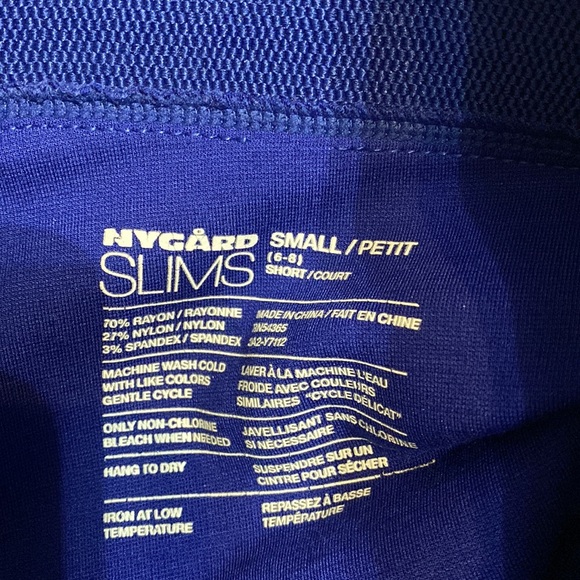 NYGÅRD
SLIMS
SMALL / PETIT
(6-8)
SHORT / COURT
70% RAYON / RAYONNE
27% NYLON / NYLON
3% SPANDEX / SPANDEX
MADE IN CHINA / FAIT EN CHINE
RN54365
CA2-Y7112
MACHINE WASH COLD
WITH LIKE COLORS
GENTLE CYCLE
LAVER À LA MACHINE L'EAU
FROIDE AVEC COULEURS
SIMILAIRES "CYCLE DÉLICAT"
ONLY NON-CHLORINE
BLEACH WHEN NEEDED
JAVELLISANT SANS CHLORINE
SI NÉCESSAIRE
HANG TO DRY
SUSPENDRE SUR UN
CINTRE POUR SÉCHER
IRON AT LOW
TEMPERATURE
REPASSEZ À BASSE
TEMPÉRATURE